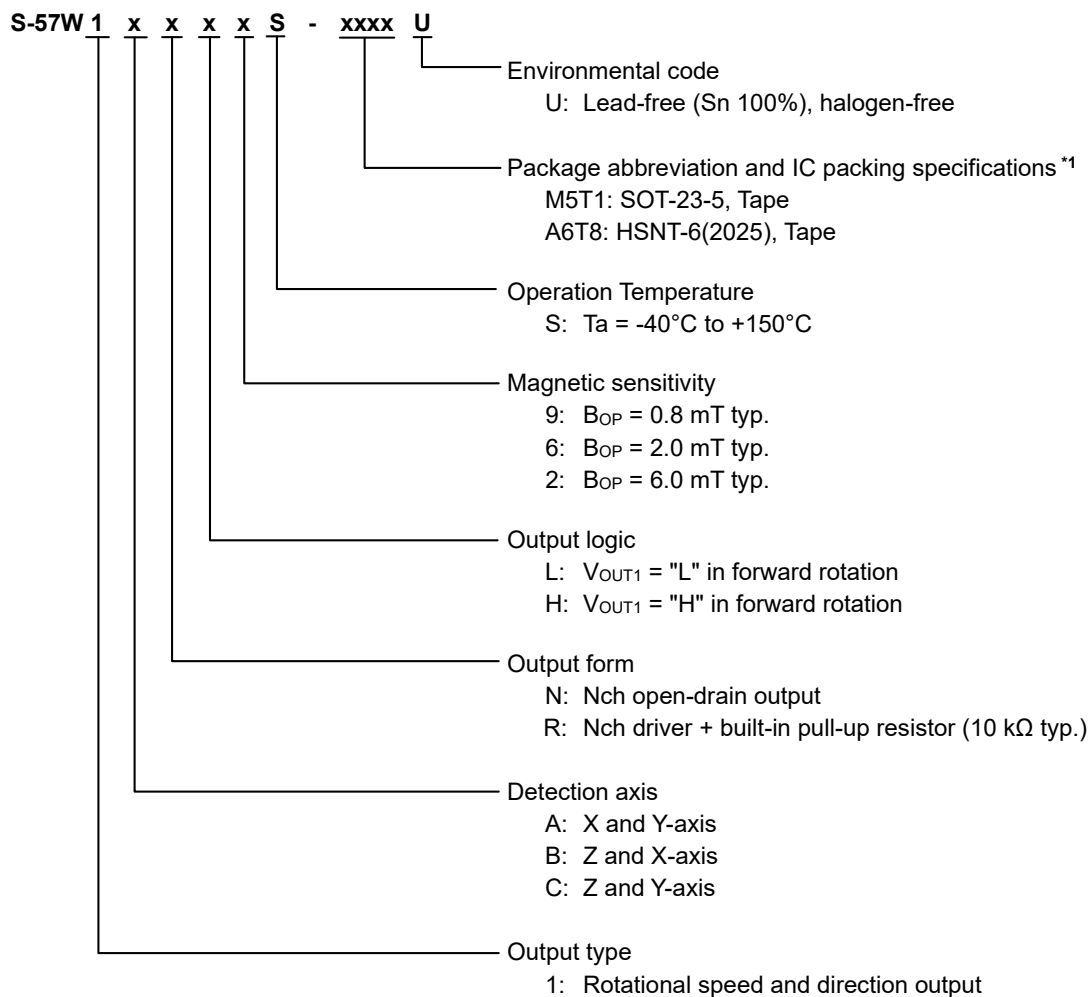 S-57W 1 x x x x S - xxxx U
Environmental code
U: Lead-free (Sn 100%), halogen-free
Package abbreviation and IC packing specifications *1
M5T1: SOT-23-5, Tape
A6T8: HSNT-6(2025), Tape
Operation Temperature
S: Ta = -40°C to +150°C
Magnetic sensitivity
9: BOP = 0.8 mT typ.
6: BOP = 2.0 mT typ.
2: BOP = 6.0 mT typ.
Output logic
L: VOUT1 = "L" in forward rotation
H: VOUT1 = "H" in forward rotation
Output form
N: Nch open-drain output
R: Nch driver + built-in pull-up resistor (10 kΩ typ.)
Detection axis
A: X and Y-axis
B: Z and X-axis
C: Z and Y-axis
Output type
1: Rotational speed and direction output